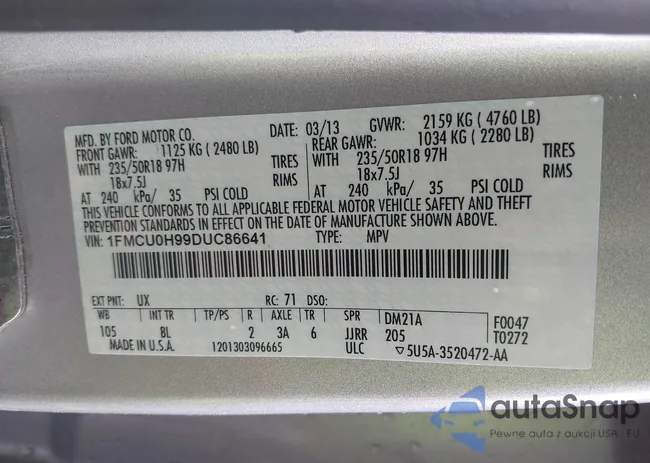 MFD. BY FORD MOTOR CO. DATE: 03/13 GVWR: 2159 KG ( 4760 LB)
FRONT GAWR: 1125 KG ( 2480 LB) REAR GAWR: 1034 KG ( 2280 LB)
WITH 235/50R18 97H TIRES WITH 235/50R18 97H TIRES
18x7.5J RIMS 18x7.5J RIMS
AT 240 kPa/ 35 PSI COLD AT 240 kPa/ 35 PSI COLD
THIS VEHICLE CONFORMS TO ALL APPLICABLE FEDERAL MOTOR VEHICLE SAFETY AND THEFT
PREVENTION STANDARDS IN EFFECT ON THE DATE OF MANUFACTURE SHOWN ABOVE.
VIN: 1FMCU0H99DUC86641 TYPE: MPV
EXT PNT: UX RC: 71 DSO:
WB INT TR TP/PS R AXLE TR SPR DM21A F0047
105 BL 2 3A 6 JJRR 205 T0272
MADE IN U.S.A. 1201303096665 ULC 5U5A-3520472-AA
autoSnap
Pewne auta z aukcji USA i EU